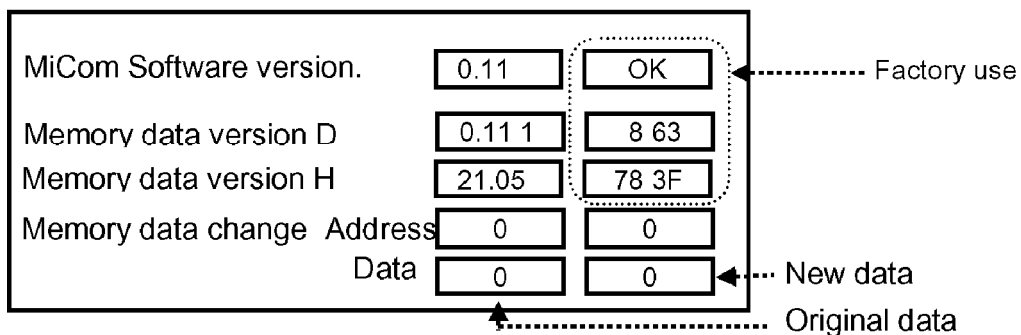 MiCom Software version. 0.11 OK Factory use
Memory data version D 0.11 1 8 63
Memory data version H 21.05 78 3F
Memory data change Address 0 0
Data 0 0 New data
Original data